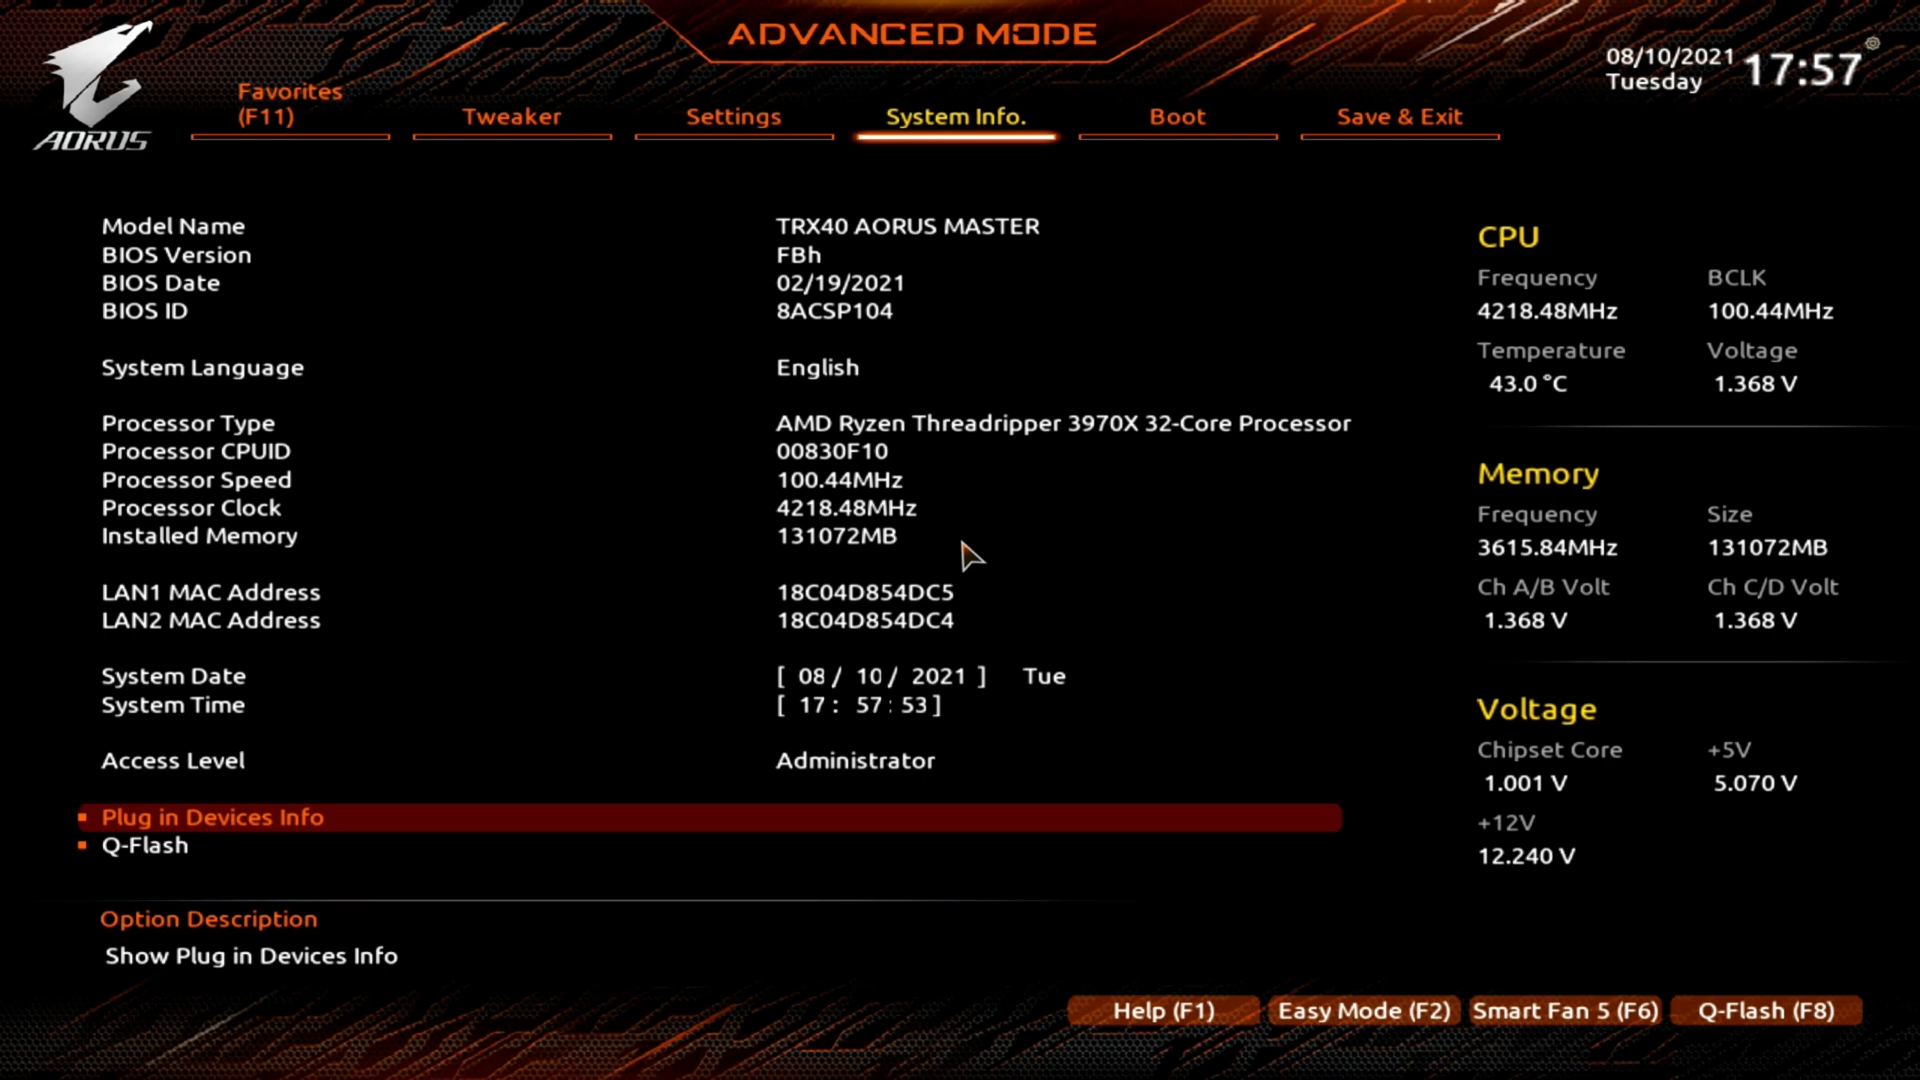 ADVANCED MODE
AORUS
08/10/2021
Tuesday
17:57
Favorites
(F11)
Tweaker
Settings
System Info.
Boot
Save & Exit
Model Name TRX40 AORUS MASTER
BIOS Version FBh
BIOS Date 02/19/2021
BIOS ID 8ACSP104
System Language English
Processor Type AMD Ryzen Threadripper 3970X 32-Core Processor
Processor CPUID 00830F10
Processor Speed 100.44MHz
Processor Clock 4218.48MHz
Installed Memory 131072MB
LAN1 MAC Address 18C04D854DC5
LAN2 MAC Address 18C04D854DC4
System Date [ 08 / 10 / 2021 ] Tue
System Time [ 17 : 57 : 53 ]
Access Level Administrator
Plug in Devices Info
Q-Flash
Option Description
Show Plug in Devices Info
CPU
Frequency BCLK
4218.48MHz 100.44MHz
Temperature Voltage
43.0 °C 1.368 V
Memory
Frequency Size
3615.84MHz 131072MB
Ch A/B Volt Ch C/D Volt
1.368 V 1.368 V
Voltage
Chipset Core +5V
1.001 V 5.070 V
+12V
12.240 V
Help (F1)
Easy Mode (F2)
Smart Fan 5 (F6)
Q-Flash (F8)